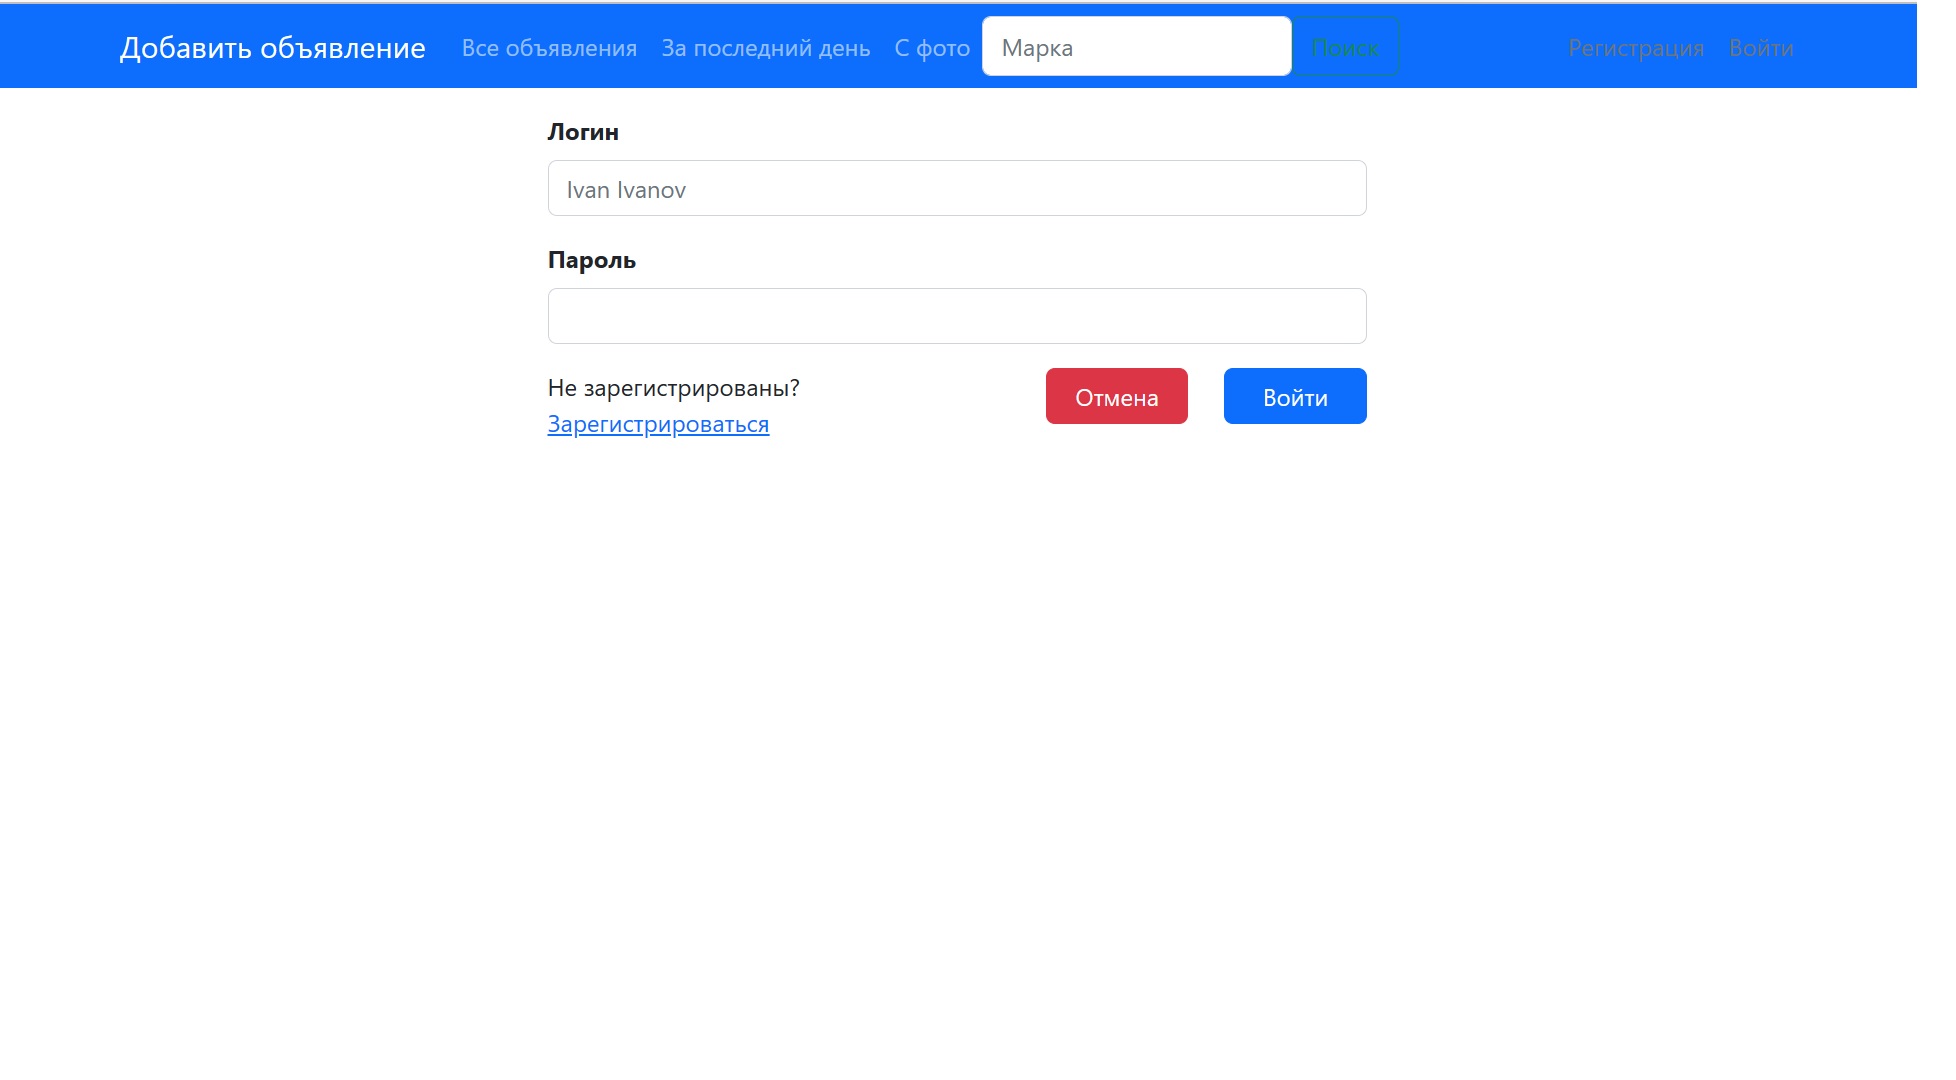 Добавить объявление Все объявления За последний день С фото Марка Поиск Регистрация Войти
Логин
Ivan Ivanov
Пароль
Не зарегистрированы? Отмена Войти
Зарегистрироваться